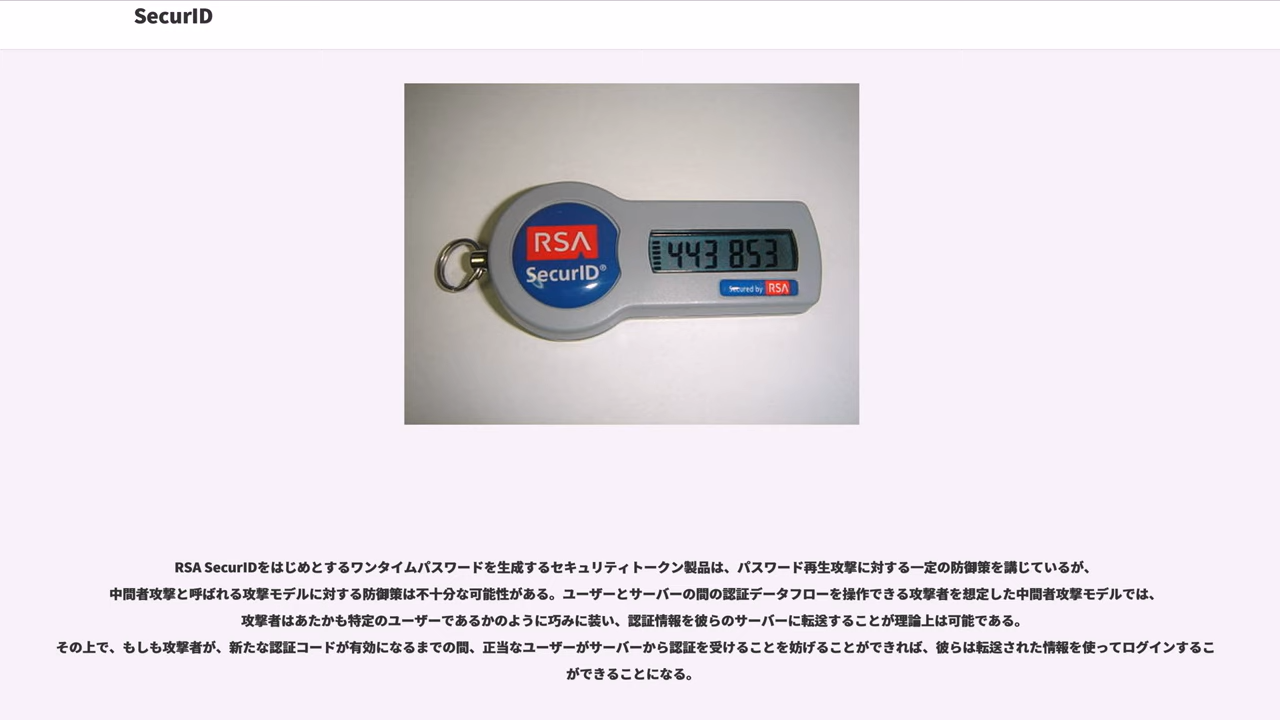 SecurID
RSA
SecurID®
443 853
Secured by RSA
RSA SecurIDをはじめとするワンタイムパスワードを生成するセキュリティトークン製品は、パスワード再生攻撃に対する一定の防御策を講じているが、
中間者攻撃と呼ばれる攻撃モデルに対する防御策は不十分な可能性がある。ユーザーとサーバーの間の認証データフローを操作できる攻撃者を想定した中間者攻撃モデルでは、
攻撃者はあたかも特定のユーザーであるかのように巧みに装い、認証情報を彼らのサーバーに転送することが理論上は可能である。
その上で、もしも攻撃者が、新たな認証コードが有効になるまでの間、正当なユーザーがサーバーから認証を受けることを妨げることができれば、彼らは転送された情報を使ってログインするこ
ができることになる。